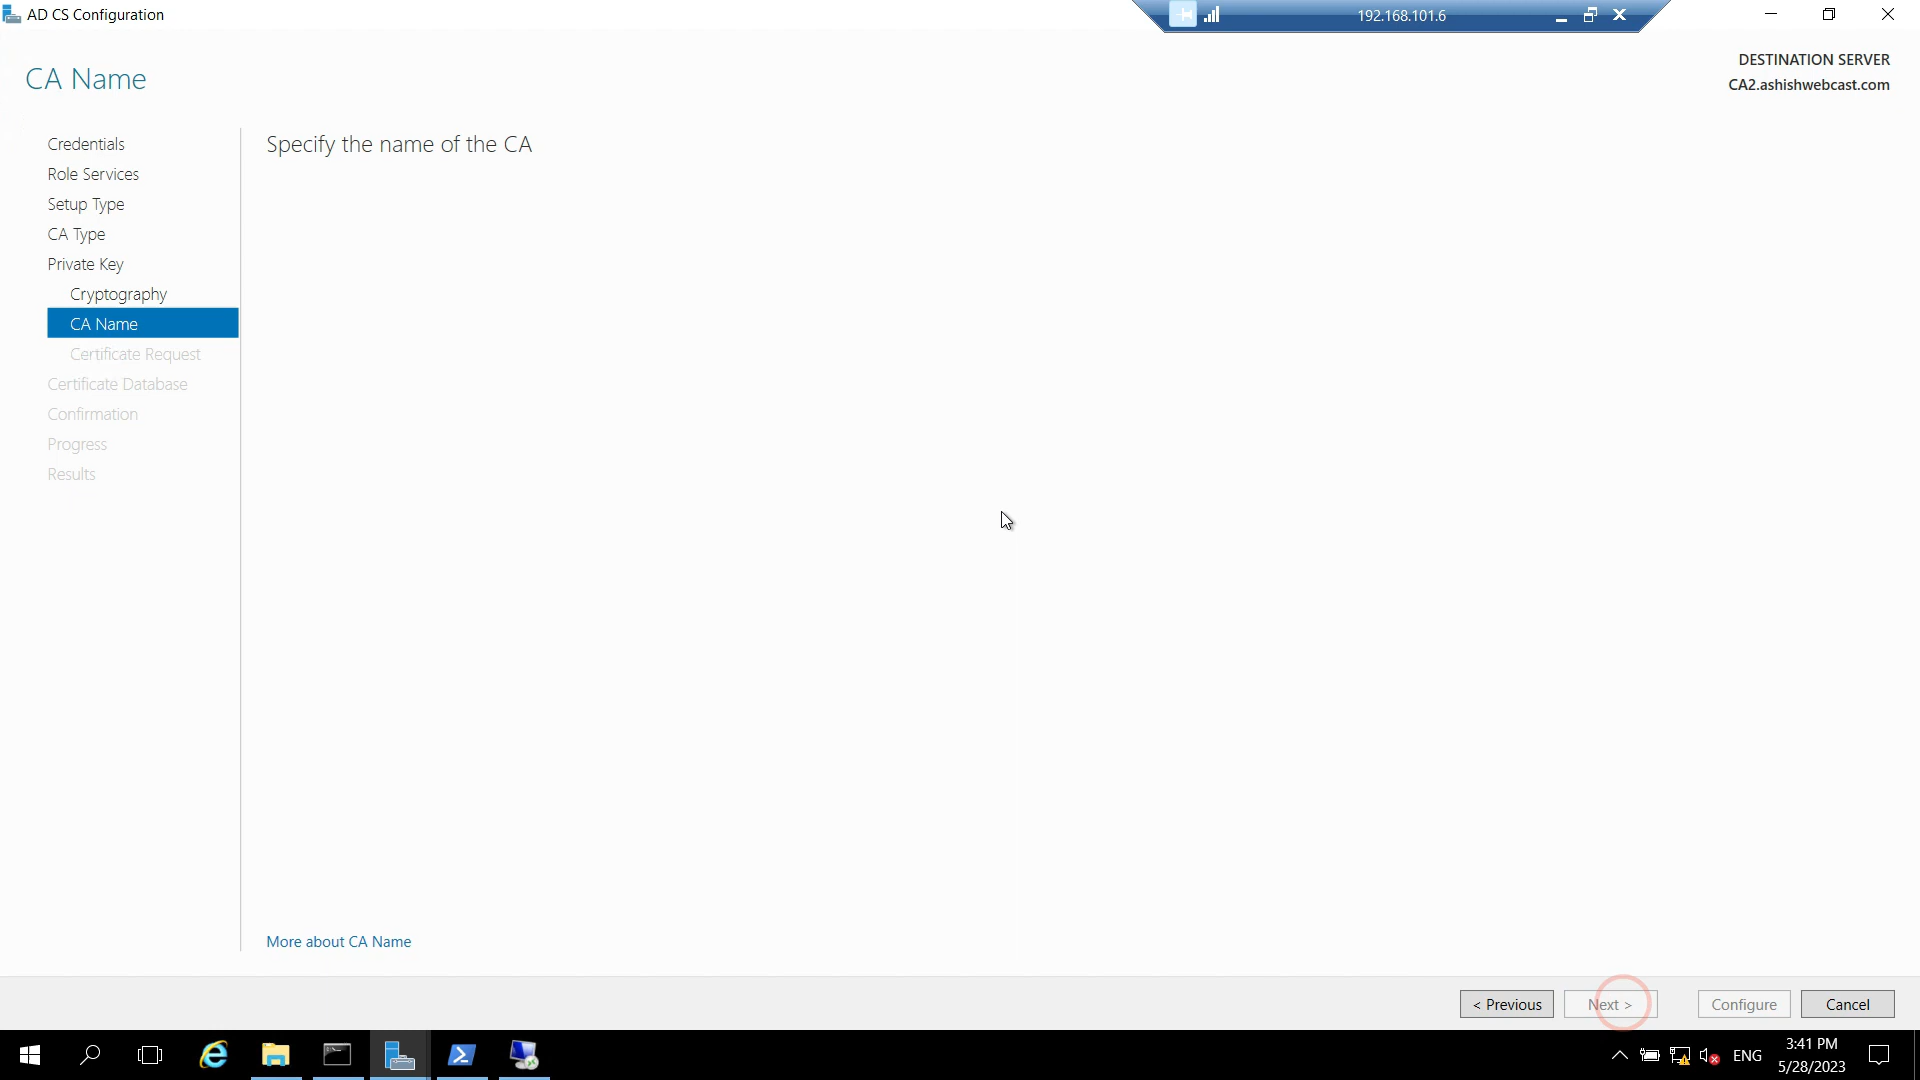 AD CS Configuration
192.168.101.6
CA Name
DESTINATION SERVER
CA2.ashishwebcast.com
Credentials
Role Services
Setup Type
CA Type
Private Key
Cryptography
CA Name
Certificate Request
Certificate Database
Confirmation
Progress
Results
Specify the name of the CA
More about CA Name
< Previous
Next >
Configure
Cancel
ENG
3:41 PM
5/28/2023